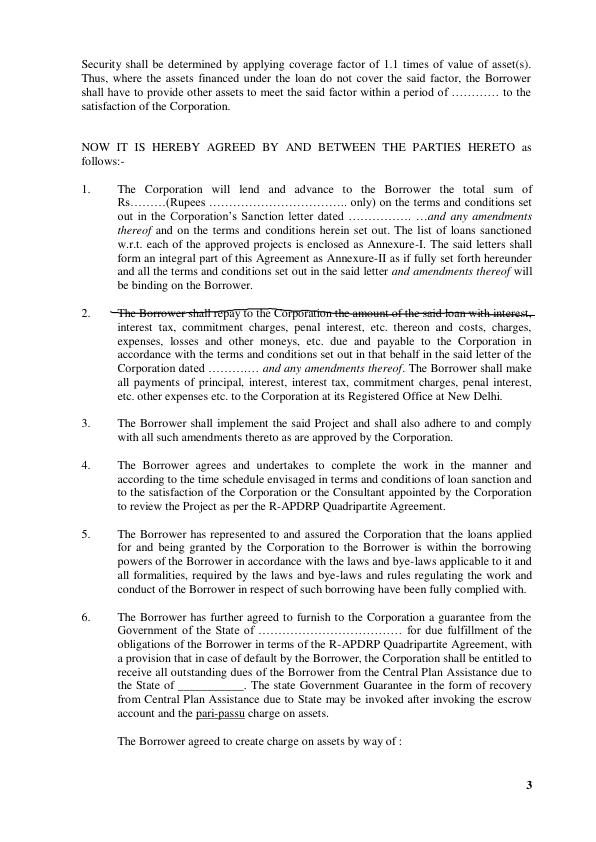 Security shall be determined by applying coverage factor of 1.1 times of value of asset(s).
Thus, where the assets financed under the loan do not cover the said factor, the Borrower
shall have to provide other assets to meet the said factor within a period of ………… to the
satisfaction of the Corporation.
NOW IT IS HEREBY AGREED BY AND BETWEEN THE PARTIES HERETO as
follows:-
1. The Corporation will lend and advance to the Borrower the total sum of
Rs………(Rupees …………………………….. only) on the terms and conditions set
out in the Corporation's Sanction letter dated ……………. …and any amendments
thereof and on the terms and conditions herein set out. The list of loans sanctioned
w.r.t. each of the approved projects is enclosed as Annexure-I. The said letters shall
form an integral part of this Agreement as Annexure-II as if fully set forth hereunder
and all the terms and conditions set out in the said letter and amendments thereof will
be binding on the Borrower.
2. The Borrower shall repay to the Corporation the amount of the said loan with interest,
interest tax, commitment charges, penal interest, etc. thereon and costs, charges,
expenses, losses and other moneys, etc. due and payable to the Corporation in
accordance with the terms and conditions set out in that behalf in the said letter of the
Corporation dated ………… and any amendments thereof. The Borrower shall make
all payments of principal, interest, interest tax, commitment charges, penal interest,
etc. other expenses etc. to the Corporation at its Registered Office at New Delhi.
3. The Borrower shall implement the said Project and shall also adhere to and comply
with all such amendments thereto as are approved by the Corporation.
4. The Borrower agrees and undertakes to complete the work in the manner and
according to the time schedule envisaged in terms and conditions of loan sanction and
to the satisfaction of the Corporation or the Consultant appointed by the Corporation
to review the Project as per the R-APDRP Quadripartite Agreement.
5. The Borrower has represented to and assured the Corporation that the loans applied
for and being granted by the Corporation to the Borrower is within the borrowing
powers of the Borrower in accordance with the laws and bye-laws applicable to it and
all formalities, required by the laws and bye-laws and rules regulating the work and
conduct of the Borrower in respect of such borrowing have been fully complied with.
6. The Borrower has further agreed to furnish to the Corporation a guarantee from the
Government of the State of ……………………………… for due fulfillment of the
obligations of the Borrower in terms of the R-APDRP Quadripartite Agreement, with
a provision that in case of default by the Borrower, the Corporation shall be entitled to
receive all outstanding dues of the Borrower from the Central Plan Assistance due to
the State of ___________. The state Government Guarantee in the form of recovery
from Central Plan Assistance due to State may be invoked after invoking the escrow
account and the pari-passu charge on assets.
The Borrower agreed to create charge on assets by way of :
3